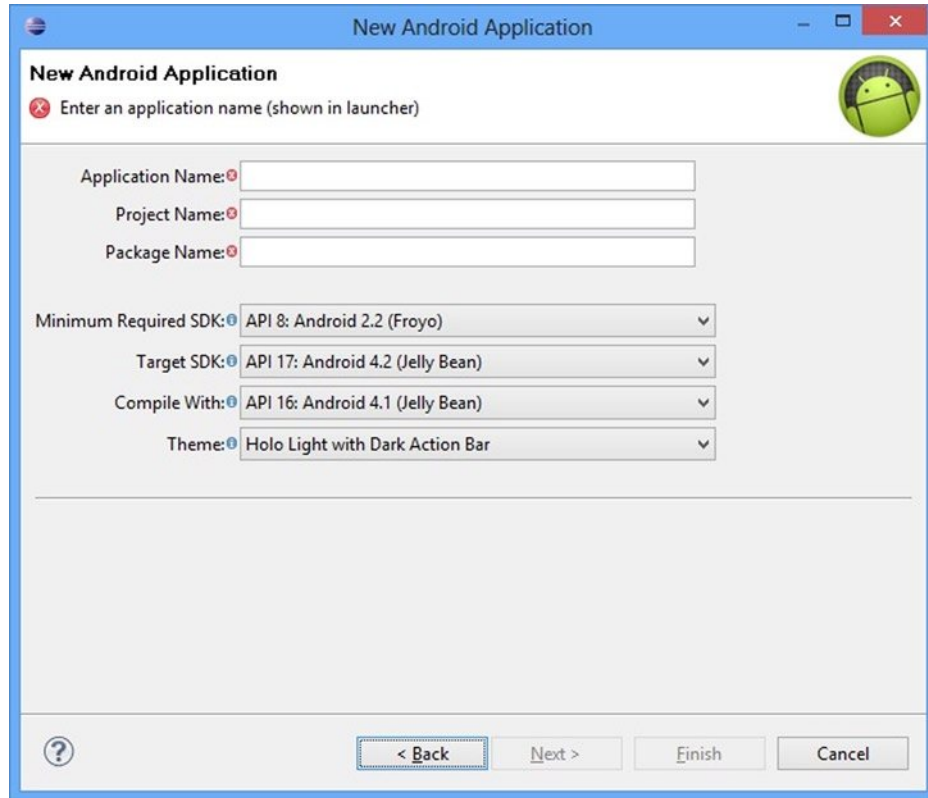 New Android Application
New Android Application
Enter an application name (shown in launcher)
Application Name:
Project Name:
Package Name:
Minimum Required SDK: API 8: Android 2.2 (Froyo)
Target SDK: API 17: Android 4.2 (Jelly Bean)
Compile With: API 16: Android 4.1 (Jelly Bean)
Theme: Holo Light with Dark Action Bar
? < Back Next > Finish Cancel